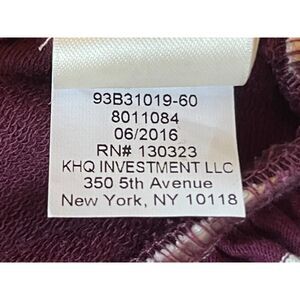 93B31019-60
8011084
06/2016
RN# 130323
KHQ INVESTMENT LLC
350 5th Avenue
New York, NY 10118